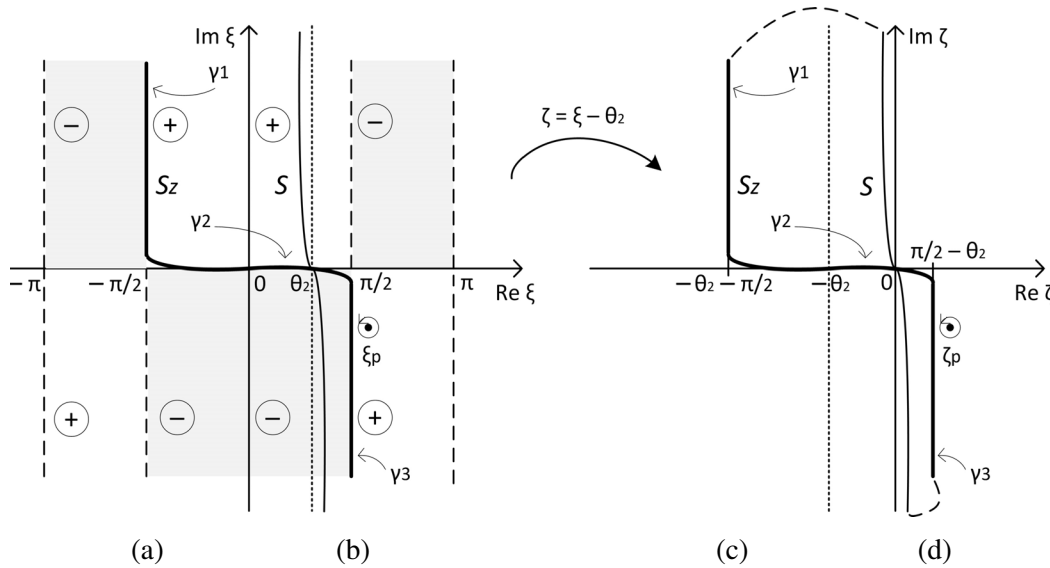 Im ξ
Im ζ
γ1
γ1
− + + −
ζ = ξ − θ₂
Sz S
Sz S
γ2
γ2
π/2 − θ₂
− π − π/2 0 θ₂ π/2 π
Re ξ
− θ₂ − π/2 −θ₂ 0
Re ζ
ξp
ζp
+ − − +
γ3
γ3
(a) (b) (c) (d)